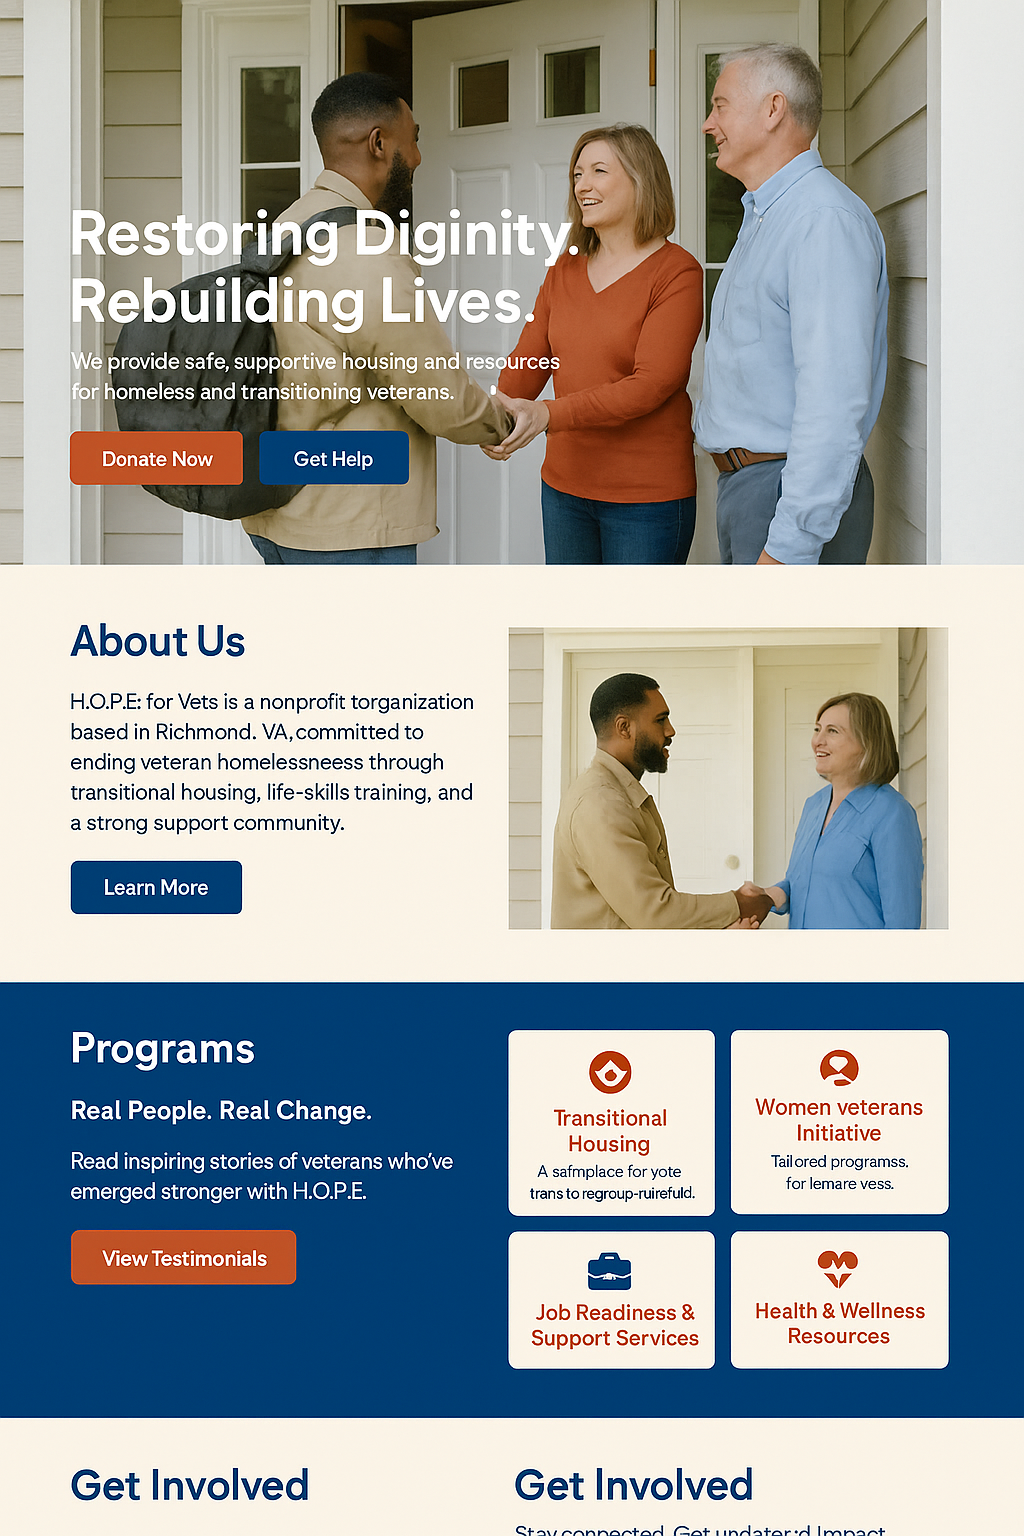 Restoring Diginity.
Rebuilding Lives.
We provide safe, supportive housing and resources
for homeless and transitioning veterans.
Donate Now
Get Help
About Us
H.O.P.E: for Vets is a nonprofit torganization
based in Richmond. VA, committed to
ending veteran homelessneess through
transitional housing, life-skills training, and
a strong support community.
Learn More
Programs
Real People. Real Change.
Read inspiring stories of veterans who've
emerged stronger with H.O.P.E.
View Testimonials
Transitional
Housing
A safmplace for yote
trans to regroup-ruirefuld.
Women veterans
Initiative
Tailored programss.
for lemare vess.
Job Readiness &
Support Services
Health & Wellness
Resources
Get Involved
Get Involved
Stay connected. Get Impact